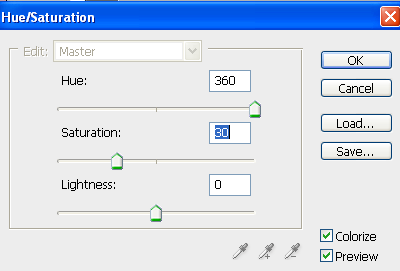 Hue/Saturation
Edit: Master
Hue: 360
Saturation: 30
Lightness: 0
OK
Cancel
Load...
Save...
Colorize
Preview